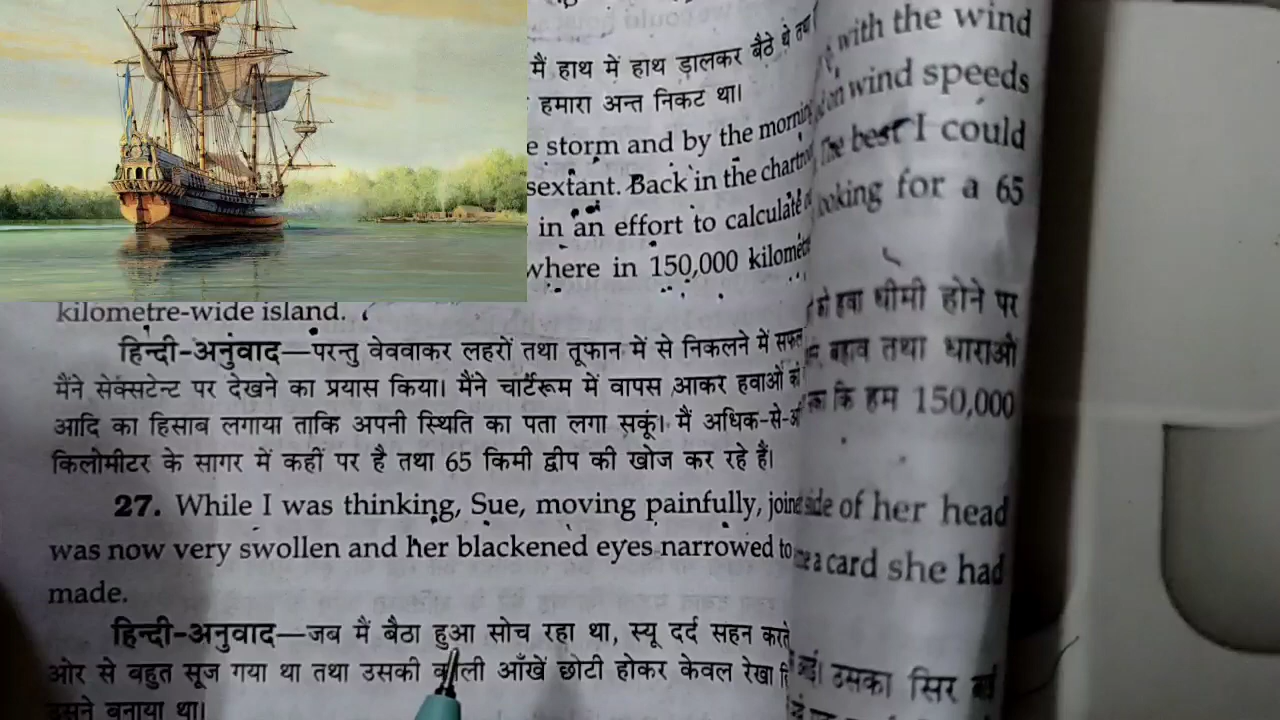 with the wind
में हाथ में हाथ डालकर बैठे थे तथा
on wind speeds
हमारा अन्त निकट था।
e storm and by the morning The best I could
sextant. Back in the chartroom
in an effort to calculate looking for a 65
where in 150,000 kilomet
kilometre-wide island.
हिन्दी-अनुवाद—परन्तु वेववाकर लहरों तथा तूफान में से निकलने में सफल हवा धीमी होने पर
मैंने सेक्सटेन्ट पर देखने का प्रयास किया। मैंने चार्टरूम में वापस आकर हवाओं की बहाव तथा धाराओं
आदि का हिसाब लगाया ताकि अपनी स्थिति का पता लगा सकूं। मैं अधिक-से-अ कि हम 150,000
किलोमीटर के सागर में कहीं पर है तथा 65 किमी द्वीप की खोज कर रहे हैं।
27. While I was thinking, Sue, moving painfully, joine side of her head
was now very swollen and her blackened eyes narrowed to me a card she had
made.
हिन्दी-अनुवाद—जब मैं बैठा हुआ सोच रहा था, स्यू दर्द सहन करते उसका सिर
ओर से बहुत सूज गया था तथा उसकी काली आँखें छोटी होकर केवल रेखा
उसने बनाया था।